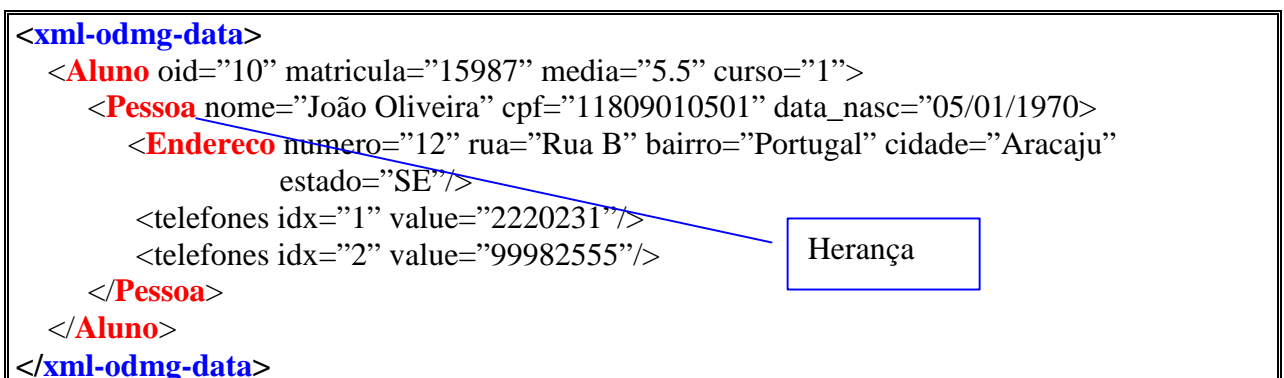 <xml-odmg-data>
<Aluno oid=”10” matricula=”15987” media=”5.5” curso=”1”>
<Pessoa nome=”João Oliveira” cpf=”11809010501” data_nasc=”05/01/1970>
<Endereco numero=”12” rua=”Rua B” bairro=”Portugal” cidade=”Aracaju”
estado=”SE”/>
<telefones idx=”1” value=”2220231”/>
<telefones idx=”2” value=”99982555”/>
Herança
</Pessoa>
</Aluno>
</xml-odmg-data>